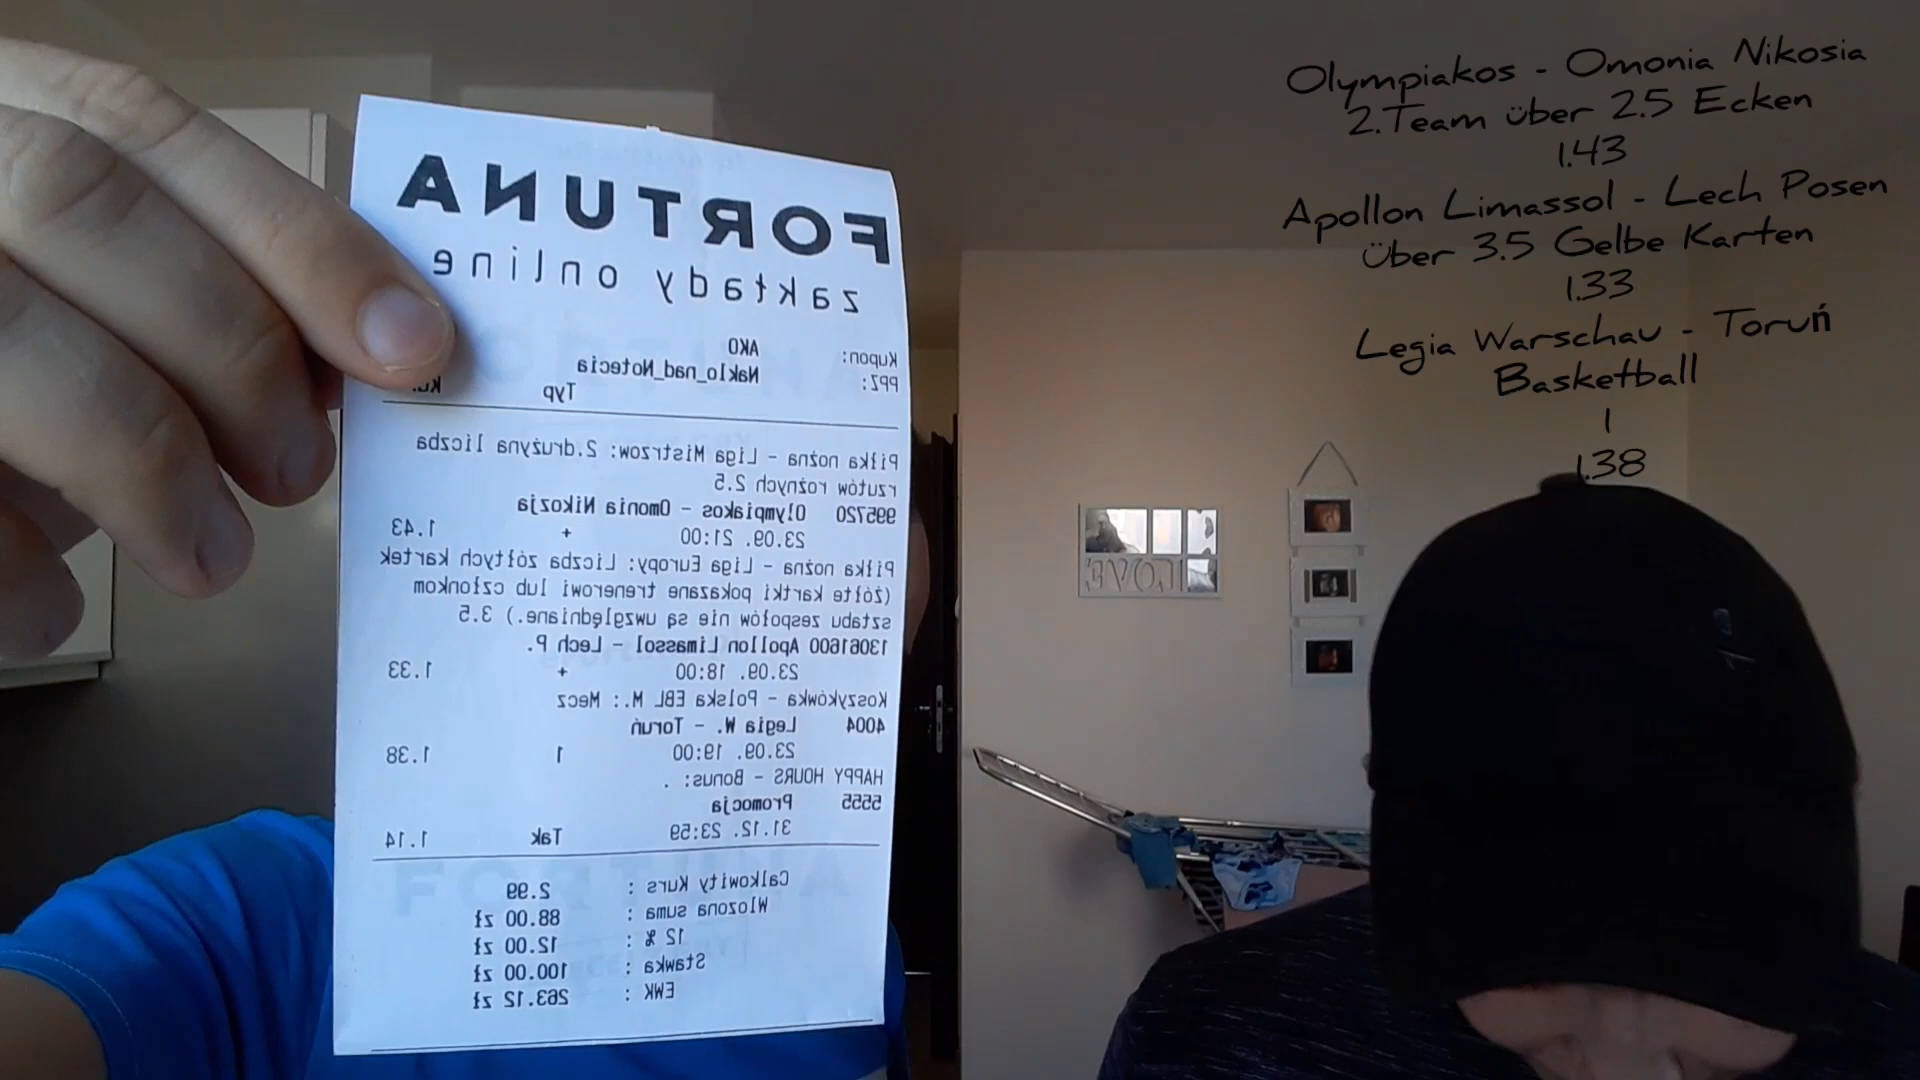 FORTUNA
zakłady online
Kupon: AKO
PPZ: Naklo_nad_Notecia
Typ
Piłka nożna - Liga Mistrzow: 2.drużyna liczba
rzutów rożnych 2.5
995720 Olympiakos - Omonia Nikozja
23.09. 21:00 + 1.43
Piłka nożna - Liga Europy: Liczba żółtych kartek
(żółte kartki pokazane trenerowi lub członkom
sztabu zespołów nie są uwzględniane.) 3.5
13061600 Apollon Limassol - Lech P.
23.09. 18:00 + 1.33
Koszykówka - Polska EBL M.: Mecz
4004 Legia W. - Toruń
23.09. 19:00 1 1.38
HAPPY HOURS - Bonus: .
5555 Promocja
31.12. 23:59 Tak 1.14
Calkowity Kurs : 2.99
Wlozona suma : 88.00 zł
12 % : 12.00 zł
Stawka : 100.00 zł
EWK : 263.12 zł
Olympiakos - Omonia Nikosia
2.Team über 2.5 Ecken
1.43
Apollon Limassol - Lech Posen
Über 3.5 Gelbe Karten
1.33
Legia Warschau - Toruń
Basketball
1
1.38
LOVE